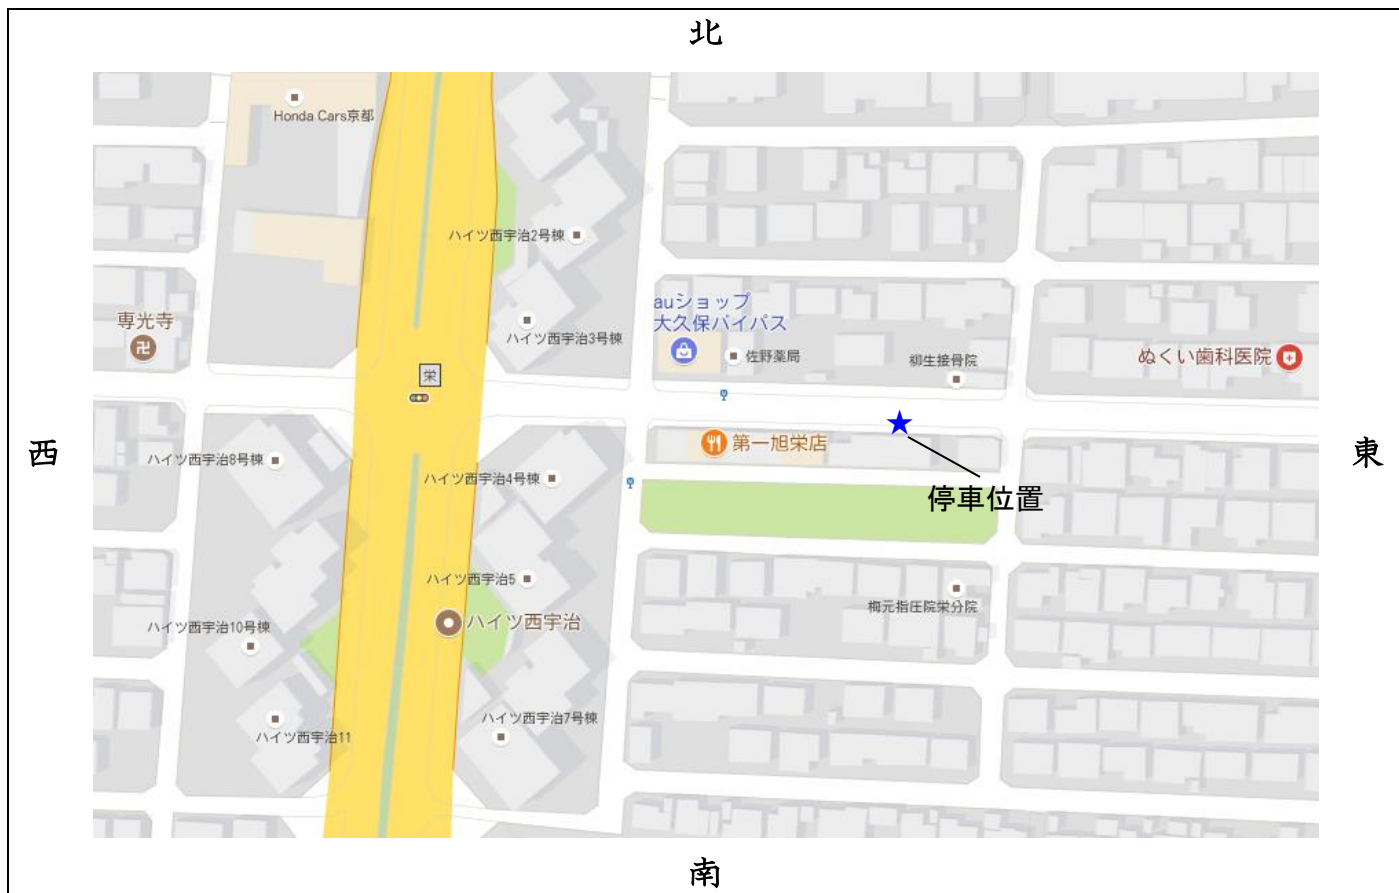 北
Honda Cars京都
ハイツ西宇治2号棟
auショップ
大久保バイパス
専光寺
ハイツ西宇治3号棟
佐野薬局
柳生接骨院
ぬくい歯科医院
栄
西
第一旭栄店
東
ハイツ西宇治8号棟
ハイツ西宇治4号棟
停車位置
ハイツ西宇治5
梅元指圧院栄分院
ハイツ西宇治
ハイツ西宇治10号棟
ハイツ西宇治7号棟
ハイツ西宇治11
南